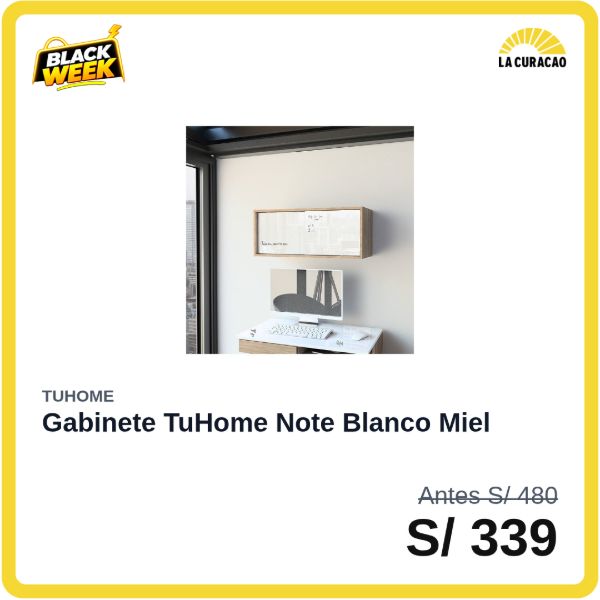 BLACK
WEEK
LA CURACAO
TUHOME
Gabinete TuHome Note Blanco Miel
Antes S/ 480
S/ 339